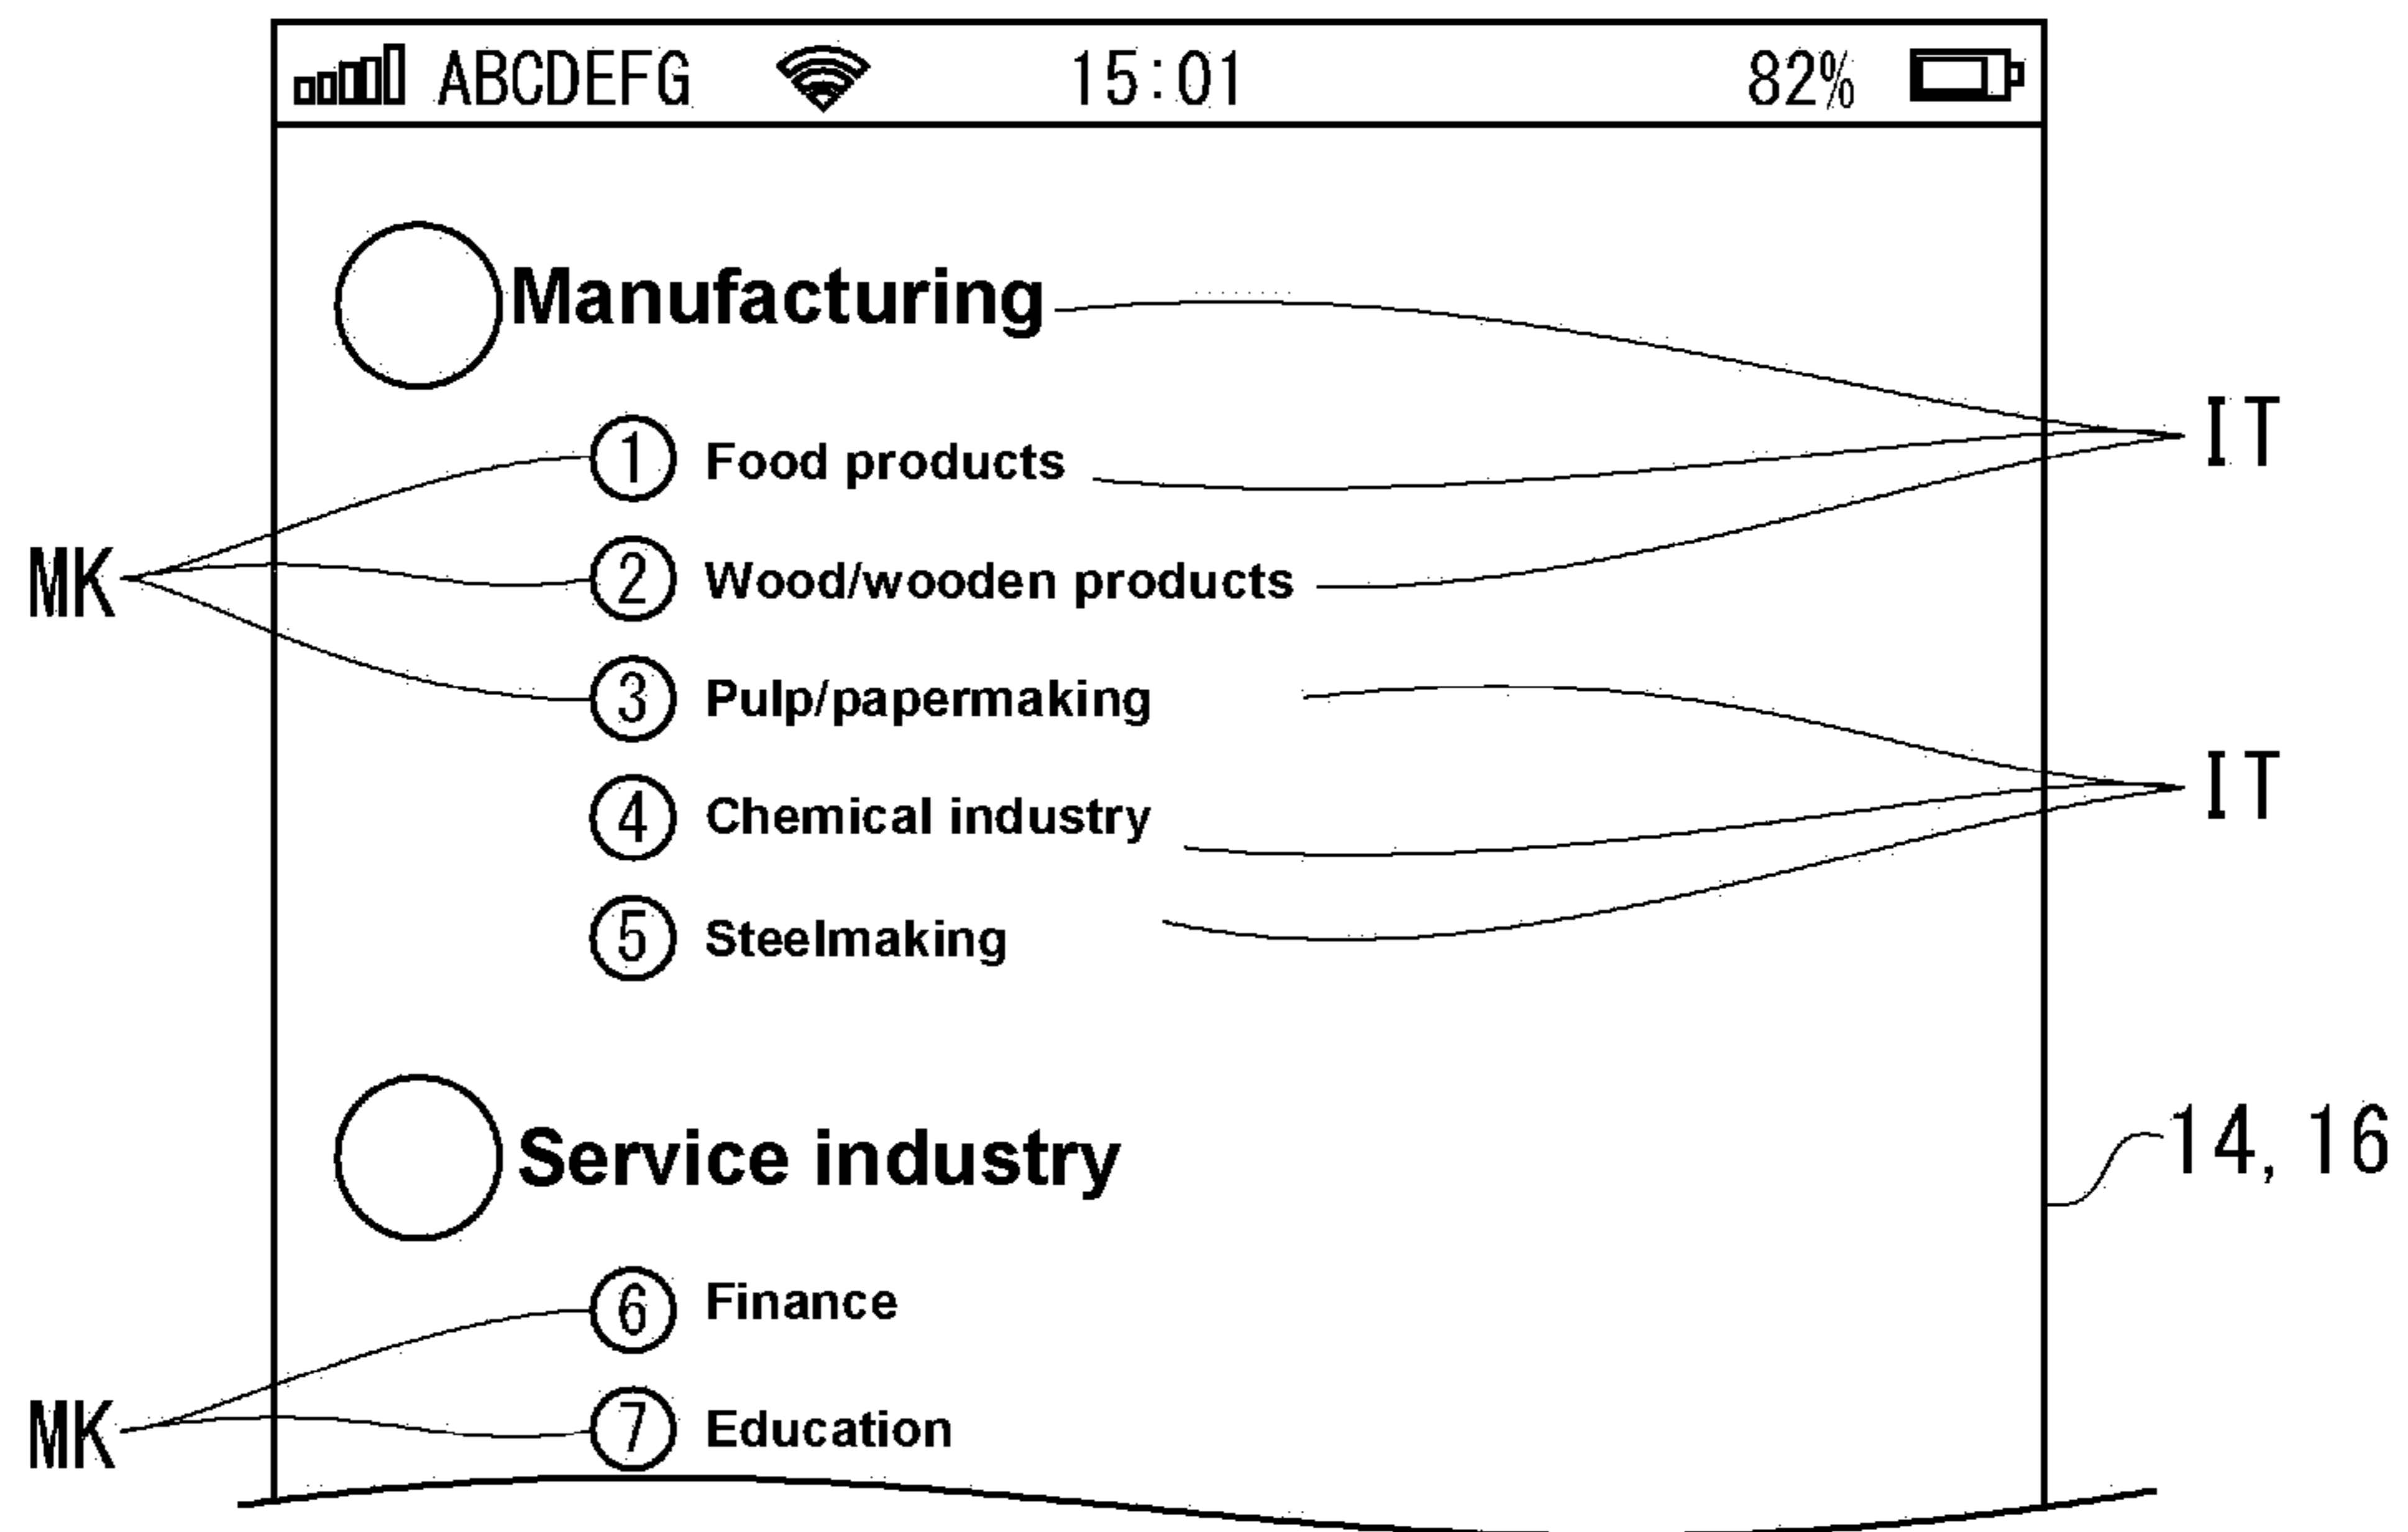 ABCDEFG 15:01 82%
Manufacturing
IT
① Food products
MK
② Wood/wooden products
③ Pulp/papermaking
IT
④ Chemical industry
⑤ Steelmaking
14, 16
Service industry
⑥ Finance
MK
⑦ Education